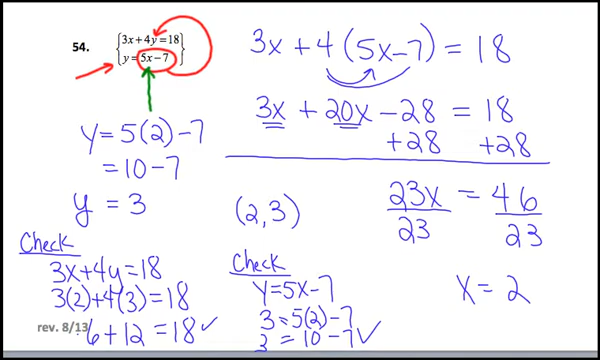 54.
3x + 4y = 18
y = 5x − 7
3x + 4(5x−7) = 18
3x + 20x − 28 = 18
+28 +28
23x = 46
23 23
x = 2
y = 5(2) − 7
= 10 − 7
y = 3
(2,3)
Check
3x+4y=18
3(2)+4(3)=18
6+12=18✓
Check
y=5x−7
3=5(2)−7
3=10−7✓
rev. 8/13